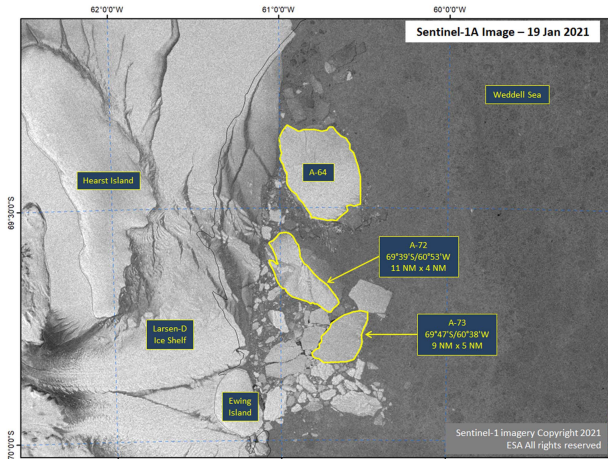 62°0'0"W
61°0'0"W
60°0'0"W
Sentinel-1A Image – 19 Jan 2021
Weddell Sea
A-64
Hearst Island
69°30'S
A-72
69°39'S/60°53'W
11 NM x 4 NM
Larsen-D
Ice Shelf
A-73
69°47'S/60°38'W
9 NM x 5 NM
Ewing
Island
70°0'0"S
Sentinel-1 imagery Copyright 2021
ESA All rights reserved